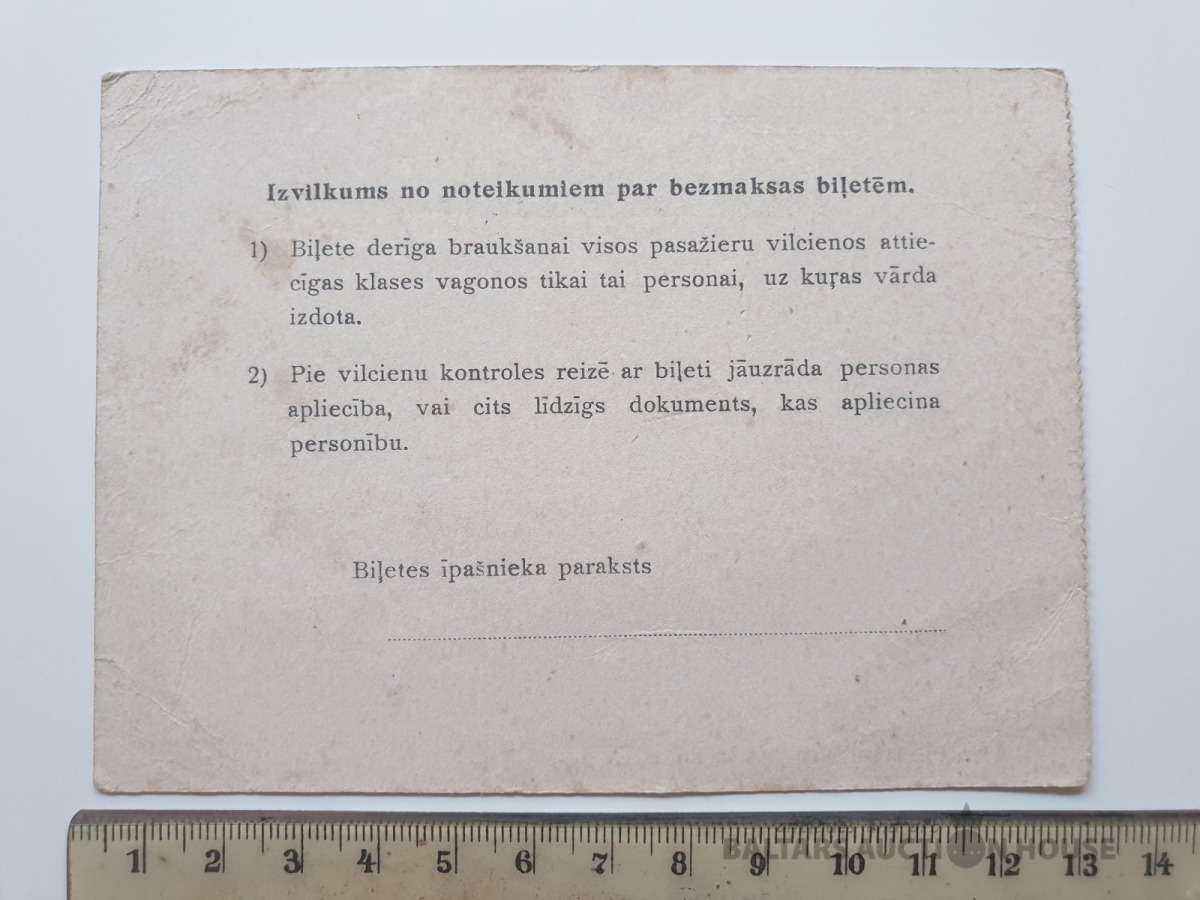 Izvilkums no noteikumiem par bezmaksas biļetēm.
1) Biļete derīga braukšanai visos pasažieru vilcienos attie-
cīgas klases vagonos tikai tai personai, uz kuŗas vārda
izdota.
2) Pie vilcienu kontroles reizē ar biļeti jāuzrāda personas
apliecība, vai cits līdzīgs dokuments, kas apliecina
personību.
Biļetes īpašnieka paraksts
BALTARS AUCTION HOUSE
1 2 3 4 5 6 7 8 9 10 11 12 13 14